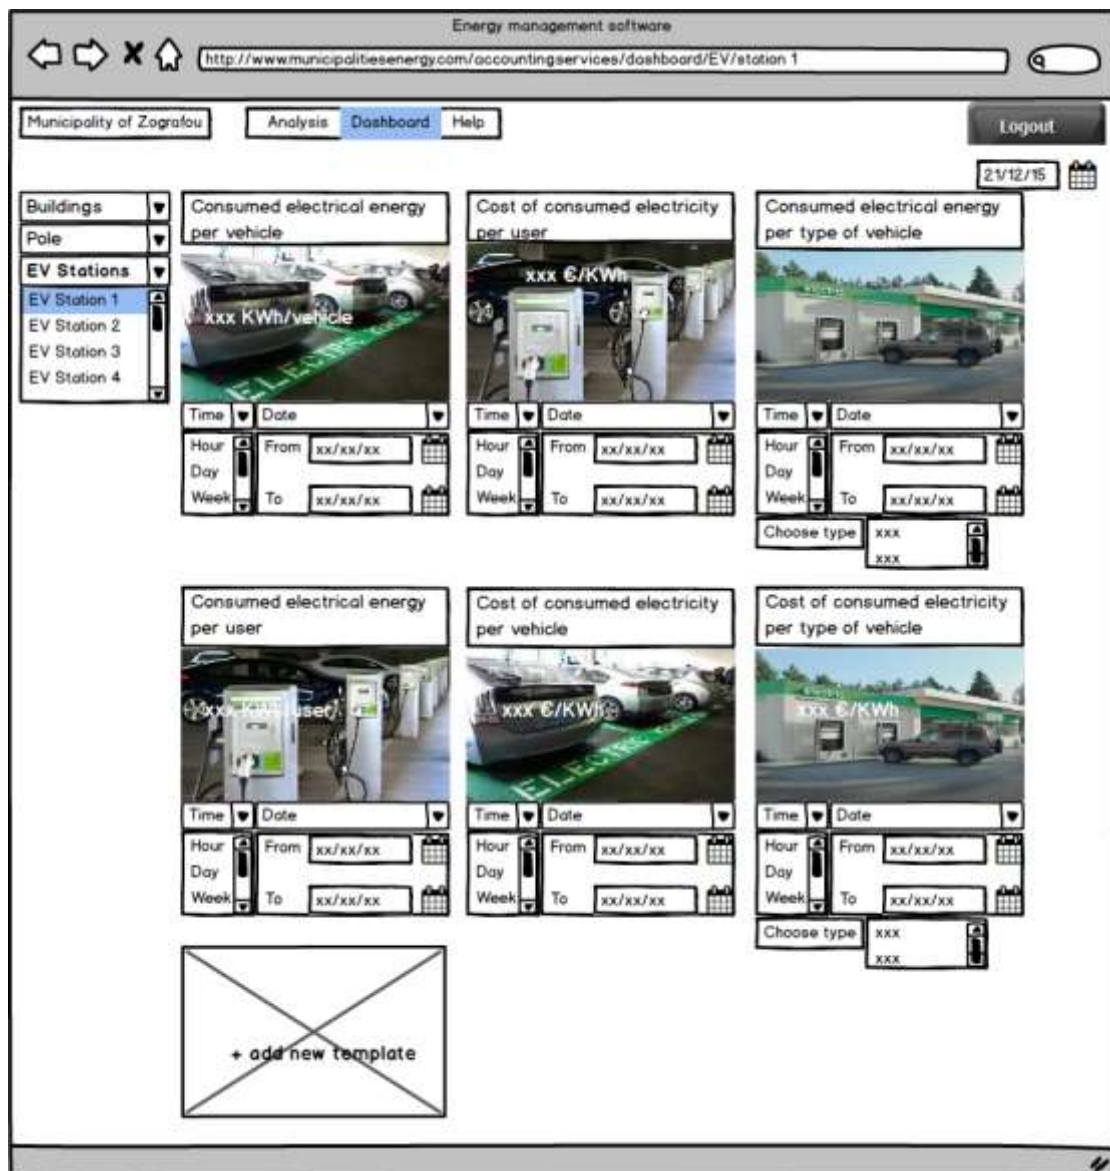 Energy management software
http://www.municipalitiesenergy.com/accountingservices/dashboard/EV/station 1
Municipality of Zografou
Analysis Dashboard Help
Logout
21/12/15
Buildings
Pole
EV Stations
EV Station 1
EV Station 2
EV Station 3
EV Station 4
Consumed electrical energy
per vehicle
xxx KWh/vehicle
ELECTRIC
Time Date
Hour From xx/xx/xx
Day
Week To xx/xx/xx
Cost of consumed electricity
per user
xxx €/KWh
Time Date
Hour From xx/xx/xx
Day
Week To xx/xx/xx
Consumed electrical energy
per type of vehicle
Time Date
Hour From xx/xx/xx
Day
Week To xx/xx/xx
Choose type xxx
xxx
Consumed electrical energy
per user
xxx KWh/user
Time Date
Hour From xx/xx/xx
Day
Week To xx/xx/xx
Cost of consumed electricity
per vehicle
xxx €/KWh
ELECTRIC
Time Date
Hour From xx/xx/xx
Day
Week To xx/xx/xx
Cost of consumed electricity
per type of vehicle
xxx €/KWh
Time Date
Hour From xx/xx/xx
Day
Week To xx/xx/xx
Choose type xxx
xxx
+ add new template